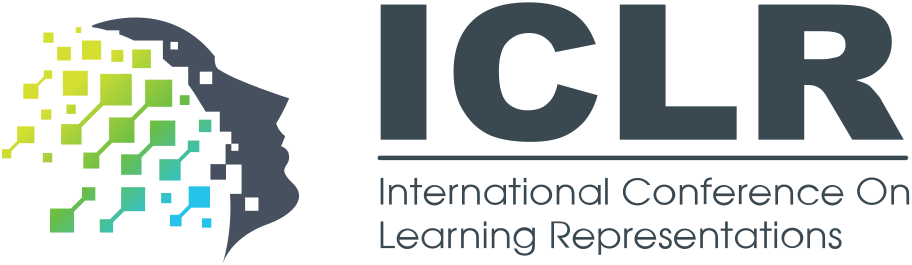 ICLR
International Conference On
Learning Representations